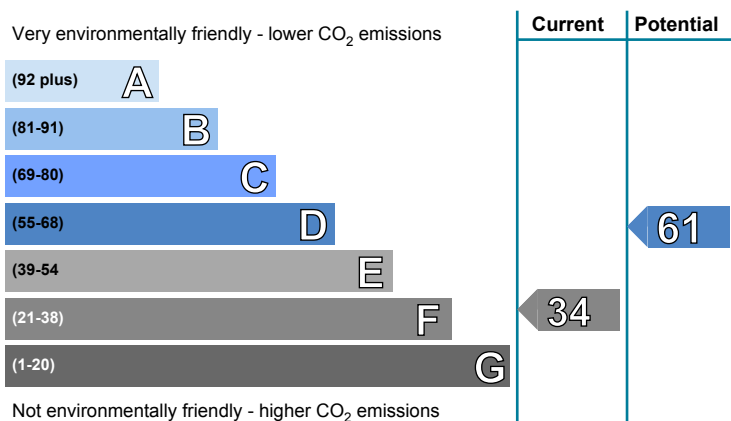 Very environmentally friendly - lower CO2 emissions
Current
Potential
(92 plus) A
(81-91) B
(69-80) C
(55-68) D
61
(39-54 E
(21-38) F
34
(1-20) G
Not environmentally friendly - higher CO2 emissions